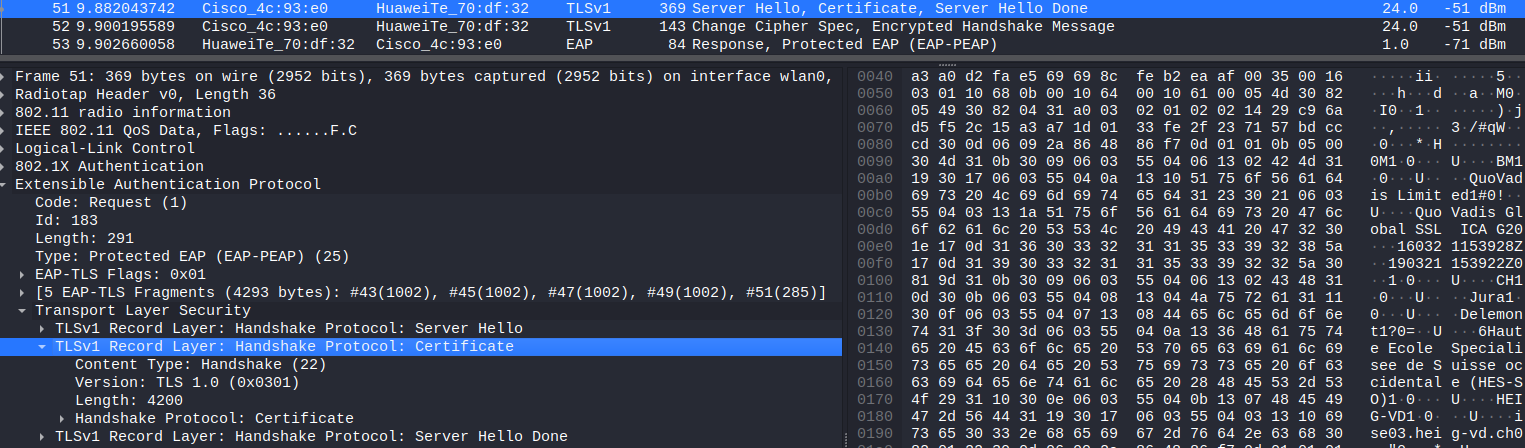 51 9.882043742 Cisco_4c:93:e0 HuaweiTe_70:df:32 TLSv1 369 Server Hello, Certificate, Server Hello Done 24.0 -51 dBm
52 9.900195589 Cisco_4c:93:e0 HuaweiTe_70:df:32 TLSv1 143 Change Cipher Spec, Encrypted Handshake Message 24.0 -51 dBm
53 9.902660058 HuaweiTe_70:df:32 Cisco_4c:93:e0 EAP 84 Response, Protected EAP (EAP-PEAP) 1.0 -71 dBm
Frame 51: 369 bytes on wire (2952 bits), 369 bytes captured (2952 bits) on interface wlan0,
Radiotap Header v0, Length 36
802.11 radio information
IEEE 802.11 QoS Data, Flags: ......F.C
Logical-Link Control
802.1X Authentication
Extensible Authentication Protocol
Code: Request (1)
Id: 183
Length: 291
Type: Protected EAP (EAP-PEAP) (25)
EAP-TLS Flags: 0x01
[5 EAP-TLS Fragments (4293 bytes): #43(1002), #45(1002), #47(1002), #49(1002), #51(285)]
Transport Layer Security
TLSv1 Record Layer: Handshake Protocol: Server Hello
TLSv1 Record Layer: Handshake Protocol: Certificate
Content Type: Handshake (22)
Version: TLS 1.0 (0x0301)
Length: 4200
Handshake Protocol: Certificate
TLSv1 Record Layer: Handshake Protocol: Server Hello Done
0040 a3 a0 d2 fa e5 69 69 8c fe b2 ea af 00 35 00 16 ·····ii· ·····5··
0050 03 01 10 68 0b 00 10 64 00 10 61 00 05 4d 30 82 ···h···d ··a··M0·
0060 05 49 30 82 04 31 a0 03 02 01 02 02 14 29 c9 6a ·I0··1·· ·····)·j
0070 d5 f5 2c 15 a3 a7 1d 01 33 fe 2f 23 71 57 bd cc ··,····· 3·/#qW··
0080 cd 30 0d 06 09 2a 86 48 86 f7 0d 01 01 0b 05 00 ·0···*·H ········
0090 30 4d 31 0b 30 09 06 03 55 04 06 13 02 42 4d 31 0M1·0··· U····BM1
00a0 19 30 17 06 03 55 04 0a 13 10 51 75 6f 56 61 64 ·0···U·· ··QuoVad
00b0 69 73 20 4c 69 6d 69 74 65 64 31 23 30 21 06 03 is Limit ed1#0!··
00c0 55 04 03 13 1a 51 75 6f 56 61 64 69 73 20 47 6c U····Quo Vadis Gl
00d0 6f 62 61 6c 20 53 53 4c 20 49 43 41 20 47 32 30 obal SSL ICA G20
00e0 1e 17 0d 31 36 30 33 32 31 31 35 33 39 32 38 5a ···16032 1153928Z
00f0 17 0d 31 39 30 33 32 31 31 35 33 39 32 32 5a 30 ··190321 153922Z0
0100 81 9d 31 0b 30 09 06 03 55 04 06 13 02 43 48 31 ··1·0··· U····CH1
0110 0d 30 0b 06 03 55 04 08 13 04 4a 75 72 61 31 11 ·0···U·· ··Jura1·
0120 30 0f 06 03 55 04 07 13 08 44 65 6c 65 6d 6f 6e 0···U··· ·Delemon
0130 74 31 3f 30 3d 06 03 55 04 0a 13 36 48 61 75 74 t1?0=··U ···6Haut
0140 65 20 45 63 6f 6c 65 20 53 70 65 63 69 61 6c 69 e Ecole Speciali
0150 73 65 65 20 64 65 20 53 75 69 73 73 65 20 6f 63 see de S uisse oc
0160 63 69 64 65 6e 74 61 6c 65 20 28 48 45 53 2d 53 cidental e (HES-S
0170 4f 29 31 10 30 0e 06 03 55 04 0b 13 07 48 45 49 O)1·0··· U····HEI
0180 47 2d 56 44 31 19 30 17 06 03 55 04 03 13 10 69 G-VD1·0· ··U····i
0190 73 65 30 33 2e 68 65 69 67 2d 76 64 2e 63 68 30 se03.hei g-vd.ch0